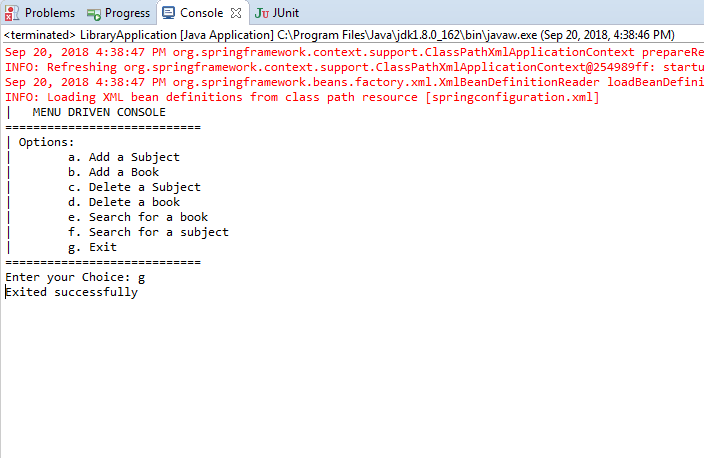 Problems Progress Console JUnit
<terminated> LibraryApplication [Java Application] C:\Program Files\Java\jdk1.8.0_162\bin\javaw.exe (Sep 20, 2018, 4:38:46 PM)
Sep 20, 2018 4:38:47 PM org.springframework.context.support.ClassPathXmlApplicationContext prepareRe
INFO: Refreshing org.springframework.context.support.ClassPathXmlApplicationContext@254989ff: startu
Sep 20, 2018 4:38:47 PM org.springframework.beans.factory.xml.XmlBeanDefinitionReader loadBeanDefini
INFO: Loading XML bean definitions from class path resource [springconfiguration.xml]
|   MENU DRIVEN CONSOLE
============================
| Options:
|        a. Add a Subject
|        b. Add a Book
|        c. Delete a Subject
|        d. Delete a book
|        e. Search for a book
|        f. Search for a subject
|        g. Exit
============================
Enter your Choice: g
Exited successfully